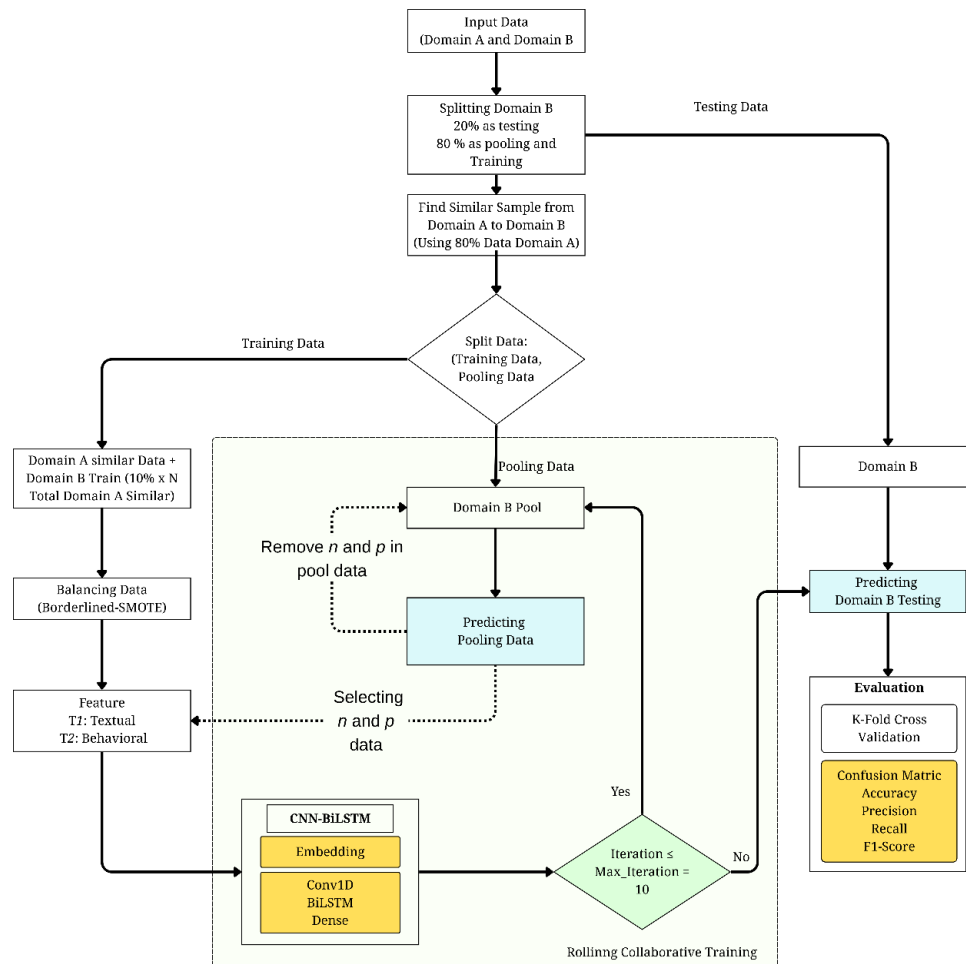 Input Data
(Domain A and Domain B
Splitting Domain B
20% as testing
80 % as pooling and
Training
Testing Data
Find Similar Sample from
Domain A to Domain B
(Using 80% Data Domain A)
Split Data:
(Training Data,
Pooling Data
Training Data
Domain A similar Data +
Domain B Train (10% x N
Total Domain A Similar)
Pooling Data
Domain B
Domain B Pool
Remove n and p in
pool data
Balancing Data
(Borderlined-SMOTE)
Predicting
Pooling Data
Predicting
Domain B Testing
Feature
T1: Textual
T2: Behavioral
Selecting
n and p
data
Evaluation
K-Fold Cross
Validation
Confusion Matric
Accuracy
Precision
Recall
F1-Score
Yes
CNN-BiLSTM
Embedding
Conv1D
BiLSTM
Dense
Iteration ≤
Max_Iteration =
10
No
Rollinng Collaborative Training